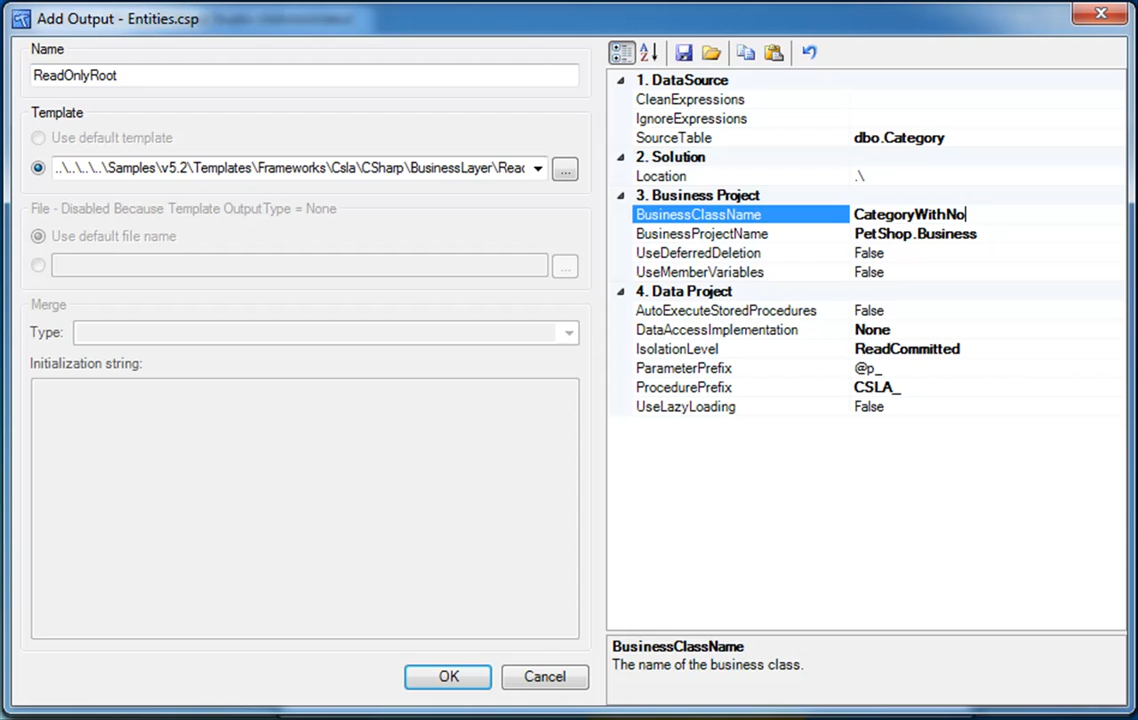 Add Output - Entities.csp
Name
ReadOnlyRoot
Template
Use default template
..\..\..\..\Samples\v5.2\Templates\Frameworks\Csla\CSharp\BusinessLayer\Reac
...
File - Disabled Because Template OutputType = None
Use default file name
...
Merge
Type:
Initialization string:
OK
Cancel
1. DataSource
CleanExpressions
IgnoreExpressions
SourceTable dbo.Category
2. Solution
Location .\
3. Business Project
BusinessClassName CategoryWithNo
BusinessProjectName PetShop.Business
UseDeferredDeletion False
UseMemberVariables False
4. Data Project
AutoExecuteStoredProcedures False
DataAccessImplementation None
IsolationLevel ReadCommitted
ParameterPrefix @p_
ProcedurePrefix CSLA_
UseLazyLoading False
BusinessClassName
The name of the business class.